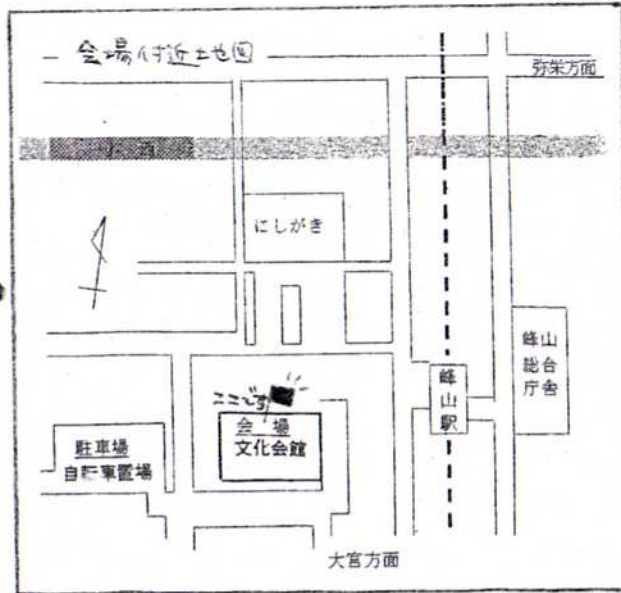 会場付近地図
弥栄方面
にしがき
峰山
総合
庁舎
峰山駅
ここです
会場
文化会館
駐車場
自転車置場
大宮方面